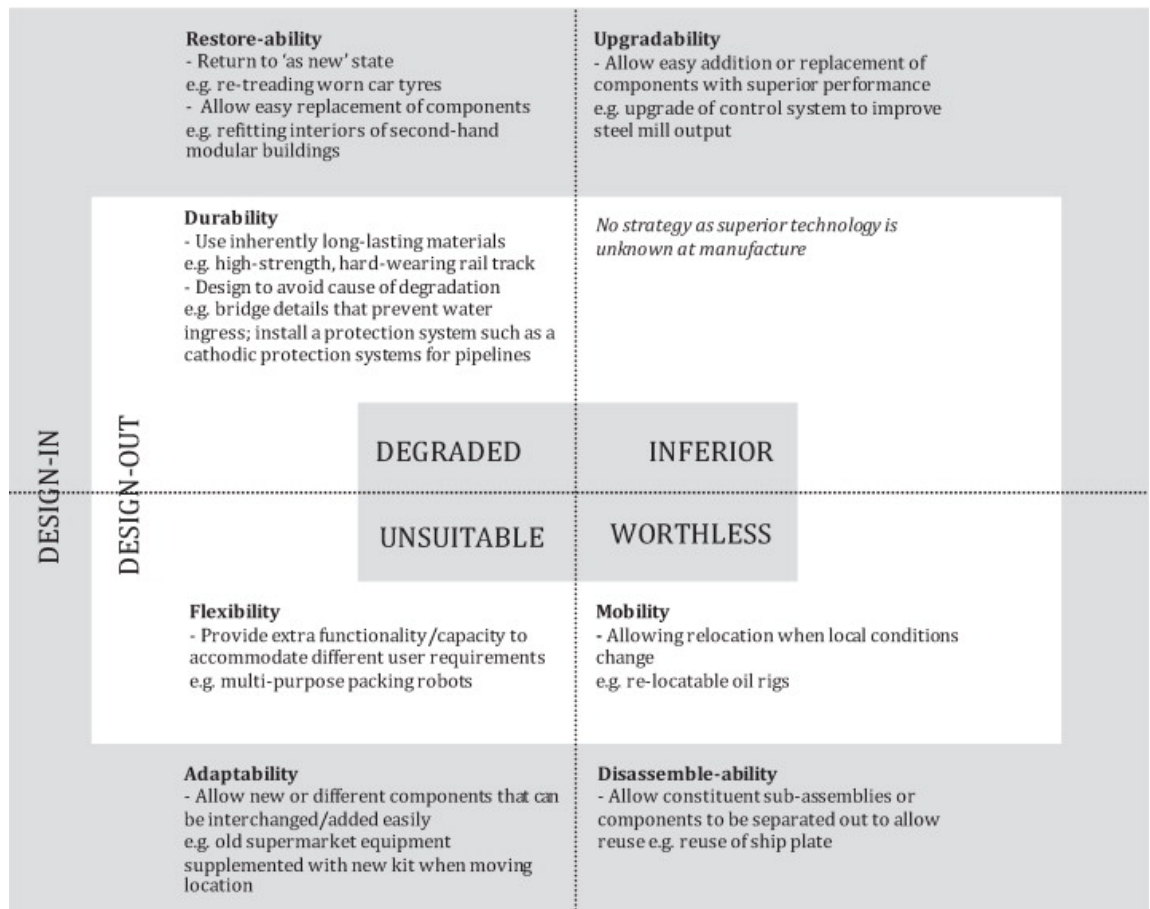 Restore-ability
- Return to ‘as new’ state
e.g. re-treading worn car tyres
- Allow easy replacement of components
e.g. refitting interiors of second-hand
modular buildings
Upgradability
- Allow easy addition or replacement of
components with superior performance
e.g. upgrade of control system to improve
steel mill output
Durability
- Use inherently long-lasting materials
e.g. high-strength, hard-wearing rail track
- Design to avoid cause of degradation
e.g. bridge details that prevent water
ingress; install a protection system such as a
cathodic protection systems for pipelines
No strategy as superior technology is
unknown at manufacture
DESIGN-IN
DESIGN-OUT
DEGRADED
INFERIOR
UNSUITABLE
WORTHLESS
Flexibility
- Provide extra functionality/capacity to
accommodate different user requirements
e.g. multi-purpose packing robots
Mobility
- Allowing relocation when local conditions
change
e.g. re-locatable oil rigs
Adaptability
- Allow new or different components that can
be interchanged/added easily
e.g. old supermarket equipment
supplemented with new kit when moving
location
Disassemble-ability
- Allow constituent sub-assemblies or
components to be separated out to allow
reuse e.g. reuse of ship plate